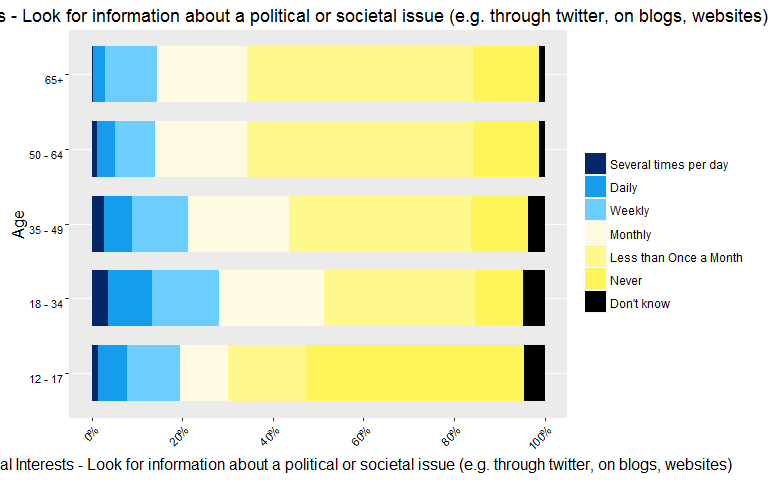 - Look for information about a political or societal issue (e.g. through twitter, on blogs, websites)
65+
50 - 64
35 - 49
18 - 34
12 - 17
Age
0%
20%
40%
60%
80%
100%
Several times per day
Daily
Weekly
Monthly
Less than Once a Month
Never
Don't know
Interests - Look for information about a political or societal issue (e.g. through twitter, on blogs, websites)